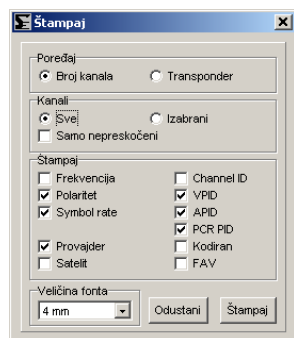 Štampaj
Poređaj
Broj kanala Transponder
Kanali
Sve Izabrani
Samo nepreskočeni
Štampaj
Frekvencija Channel ID
Polaritet VPID
Symbol rate APID
PCR PID
Provajder Kodiran
Satelit FAV
Veličina fonta
4 mm Odustani Štampaj